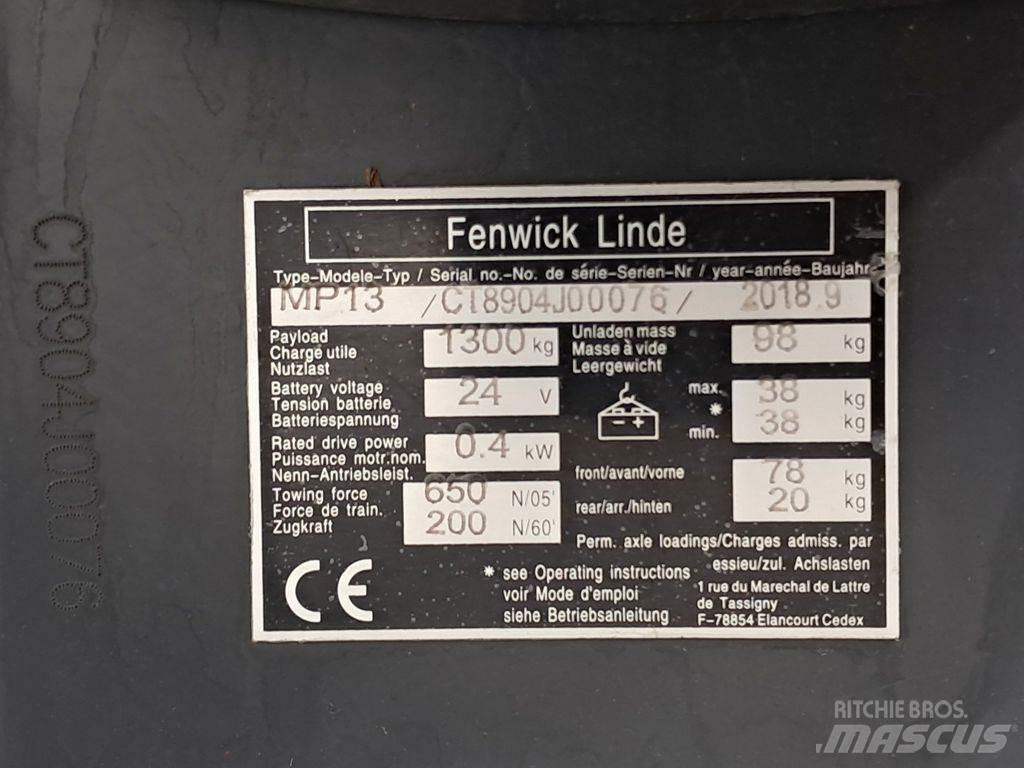 CT8904J00076
Fenwick Linde
Type-Modele-Typ / Serial no.-No. de série-Serien-Nr / year-année-Baujahr
MP13 /CT8904J00076/ 2018.9
Payload
Charge utile
Nutzlast
1300 kg
Unladen mass
Masse à vide
Leergewicht
98 kg
Battery voltage
Tension batterie
Batteriespannung
24 V
- +
max. 38 kg
*
min. 38 kg
Rated drive power
Puissance motr.nom.
Nenn-Antriebsleist.
0.4 kW
front/avant/vorne 78 kg
Towing force
Force de train.
Zugkraft
650 N/05'
200 N/60'
rear/arr./hinten 20 kg
Perm. axle loadings/Charges admiss. par
essieu/zul. Achslasten
CE
* see Operating instructions
voir Mode d'emploi
siehe Betriebsanleitung
1 rue du Marechal de Lattre
de Tassigny
F-78854 Elancourt Cedex
RITCHIE BROS.
MASCUS